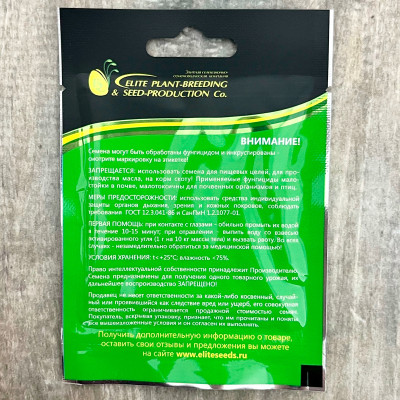 Элитная селекционно-
семеноводческая компания
ELITE PLANT-BREEDING
& SEED-PRODUCTION Co.
ВНИМАНИЕ!
Семена могут быть обработаны фунгицидом и инкрустированы -
смотрите маркировку на этикетке!
ЗАПРЕЩАЕТСЯ: использовать семена для пищевых целей, для про-
изводства масла, на корм скоту! Применяемые фунгициды мало-
стойки в почве, малотоксичны для почвенных организмов и птиц.
МЕРЫ ПРЕДОСТОРОЖНОСТИ: использовать средства индивидуальной
защиты органов дыхания, зрения и кожных покровов, соблюдать
требования ГОСТ 12.3.041-86 и СанПиН 1.2.1077-01.
ПЕРВАЯ ПОМОЩЬ: при контакте с глазами - обильно промыть их водой
в течение 10-15 минут; при отравлении - выпить воду со взвесью
активированного угля (1 г на 10 кг массы тела) и вызвать рвоту. Во всех
случаях - незамедлительно обратиться за медицинской помощью!
УСЛОВИЯ ХРАНЕНИЯ: t<+25°С; влажность <75%.
Право интеллектуальной собственности принадлежит Производителю.
Семена предназначены для получения одного товарного урожая, их
дальнейшее воспроизводство ЗАПРЕЩЕНО!
Продавец не несет ответственности за какой-либо косвенный, случай-
ный или проявившийся как следствие вред или ущерб, его совокупная
ответственность ограничивается продажной стоимостью семян.
Покупатель, вскрывая упаковку, признает, что им прочитаны и поняты
все вышеизложенные условия и он согласен их выполнять.
Получить дополнительную информацию о товаре,
оставить свои отзывы и предложения вы можете
на сайте www.eliteseeds.ru